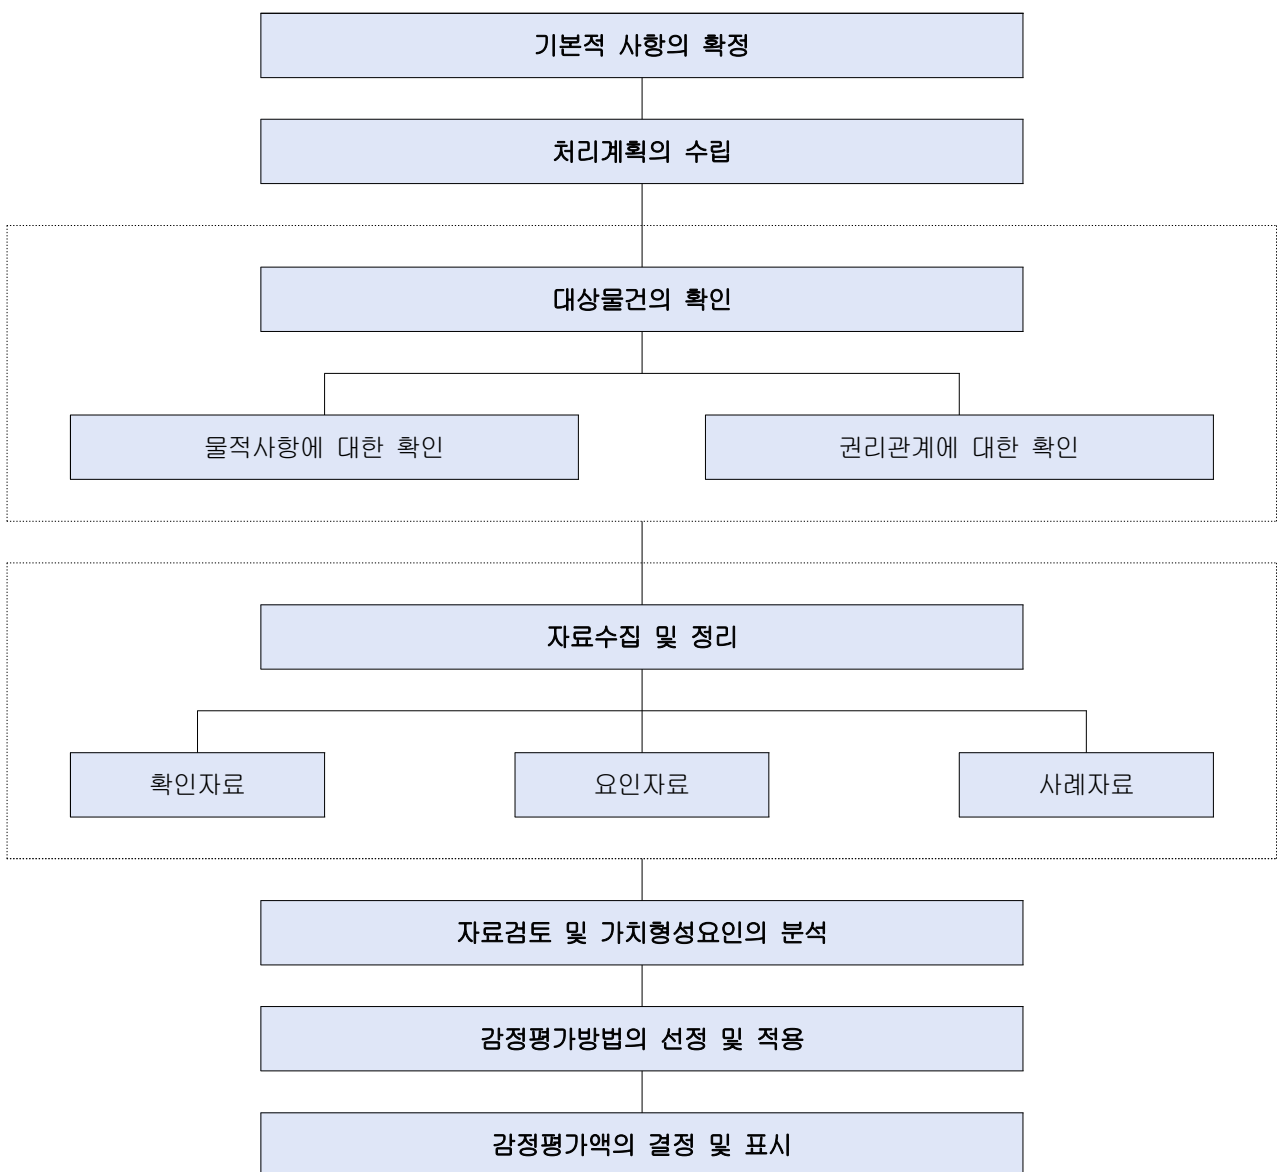 기본적 사항의 확정
처리계획의 수립
대상물건의 확인
물적사항에 대한 확인
권리관계에 대한 확인
자료수집 및 정리
확인자료
요인자료
사례자료
자료검토 및 가치형성요인의 분석
감정평가방법의 선정 및 적용
감정평가액의 결정 및 표시